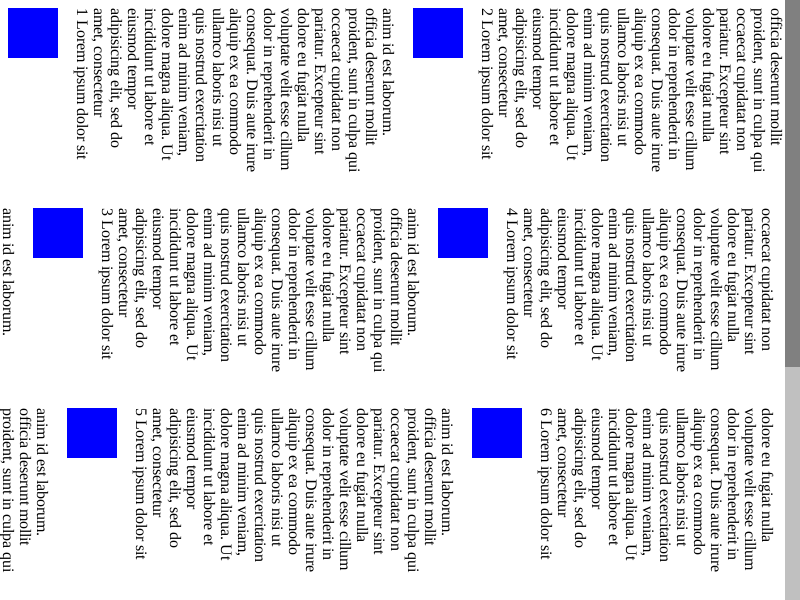 1 Lorem ipsum dolor sit
amet, consectetur
adipisicing elit, sed do
eiusmod tempor
incididunt ut labore et
dolore magna aliqua. Ut
enim ad minim veniam,
quis nostrud exercitation
ullamco laboris nisi ut
aliquip ex ea commodo
consequat. Duis aute irure
dolor in reprehenderit in
voluptate velit esse cillum
dolore eu fugiat nulla
pariatur. Excepteur sint
occaecat cupidatat non
proident, sunt in culpa qui
officia deserunt mollit
anim id est laborum.
2 Lorem ipsum dolor sit
amet, consectetur
adipisicing elit, sed do
eiusmod tempor
incididunt ut labore et
dolore magna aliqua. Ut
enim ad minim veniam,
quis nostrud exercitation
ullamco laboris nisi ut
aliquip ex ea commodo
consequat. Duis aute irure
dolor in reprehenderit in
voluptate velit esse cillum
dolore eu fugiat nulla
pariatur. Excepteur sint
occaecat cupidatat non
proident, sunt in culpa qui
officia deserunt mollit
anim id est laborum.
3 Lorem ipsum dolor sit
amet, consectetur
adipisicing elit, sed do
eiusmod tempor
incididunt ut labore et
dolore magna aliqua. Ut
enim ad minim veniam,
quis nostrud exercitation
ullamco laboris nisi ut
aliquip ex ea commodo
consequat. Duis aute irure
dolor in reprehenderit in
voluptate velit esse cillum
dolore eu fugiat nulla
pariatur. Excepteur sint
occaecat cupidatat non
proident, sunt in culpa qui
officia deserunt mollit
anim id est laborum.
4 Lorem ipsum dolor sit
amet, consectetur
adipisicing elit, sed do
eiusmod tempor
incididunt ut labore et
dolore magna aliqua. Ut
enim ad minim veniam,
quis nostrud exercitation
ullamco laboris nisi ut
aliquip ex ea commodo
consequat. Duis aute irure
dolor in reprehenderit in
voluptate velit esse cillum
dolore eu fugiat nulla
pariatur. Excepteur sint
occaecat cupidatat non
proident, sunt in culpa qui
officia deserunt mollit
anim id est laborum.
5 Lorem ipsum dolor sit
amet, consectetur
adipisicing elit, sed do
eiusmod tempor
incididunt ut labore et
dolore magna aliqua. Ut
enim ad minim veniam,
quis nostrud exercitation
ullamco laboris nisi ut
aliquip ex ea commodo
consequat. Duis aute irure
dolor in reprehenderit in
voluptate velit esse cillum
dolore eu fugiat nulla
pariatur. Excepteur sint
occaecat cupidatat non
proident, sunt in culpa qui
officia deserunt mollit
anim id est laborum.
6 Lorem ipsum dolor sit
amet, consectetur
adipisicing elit, sed do
eiusmod tempor
incididunt ut labore et
dolore magna aliqua. Ut
enim ad minim veniam,
quis nostrud exercitation
ullamco laboris nisi ut
aliquip ex ea commodo
consequat. Duis aute irure
dolor in reprehenderit in
voluptate velit esse cillum
dolore eu fugiat nulla